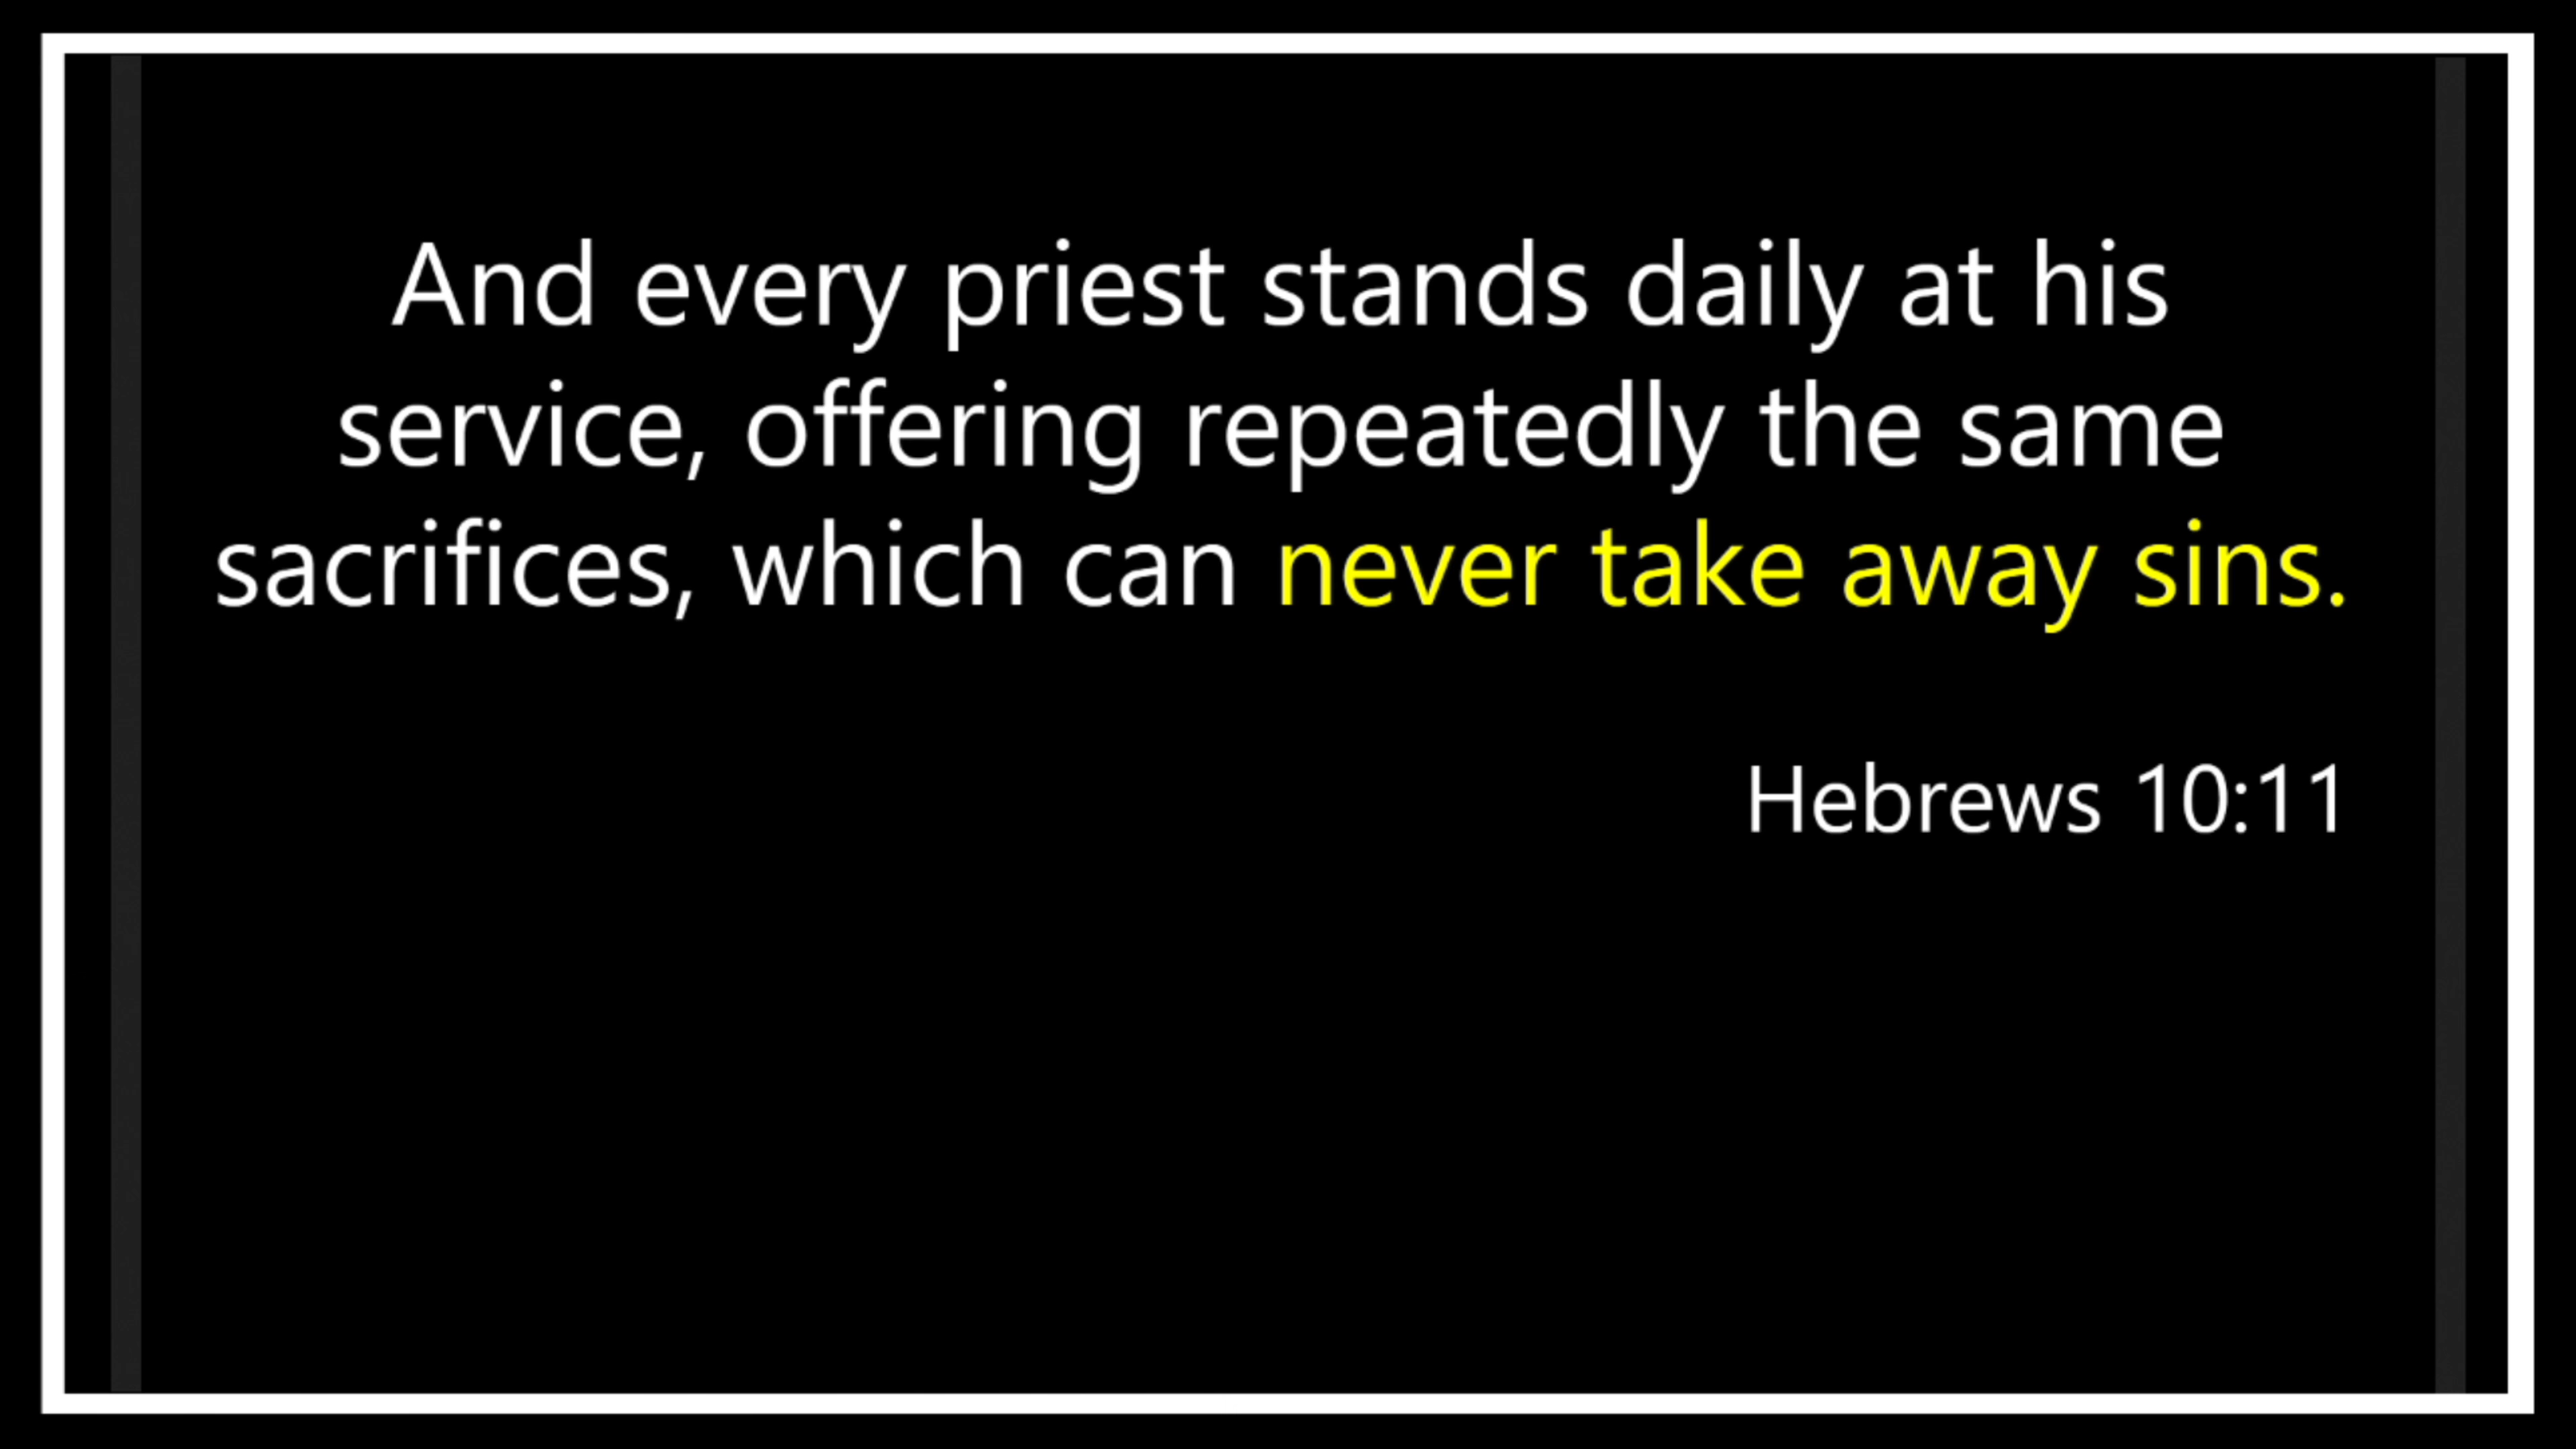 And every priest stands daily at his
service, offering repeatedly the same
sacrifices, which can never take away sins.
Hebrews 10:11